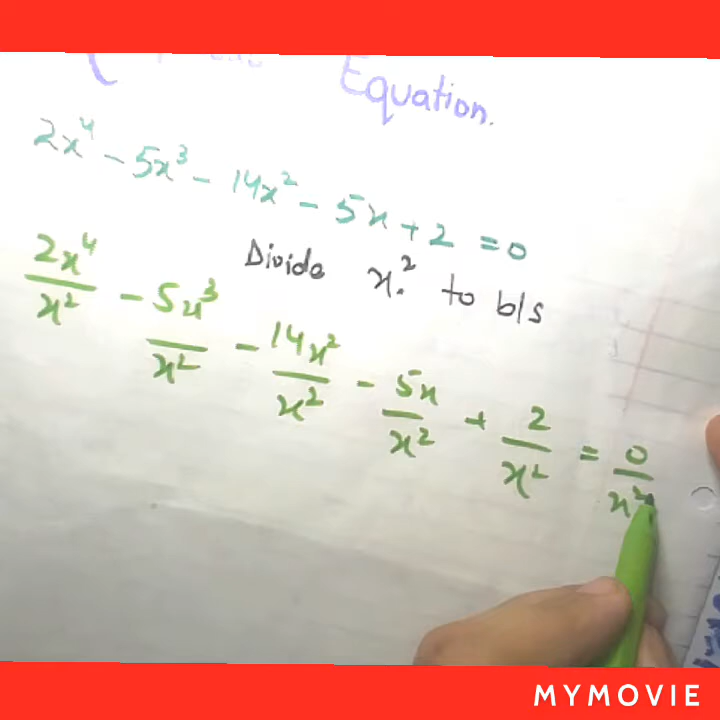 Equation.
2x⁴ - 5x³ - 14x² - 5x + 2 = 0
Divide x.² to b/s
2x⁴/x² - 5x³/x² - 14x²/x² - 5x/x² + 2/x² = 0/x²
MYMOVIE